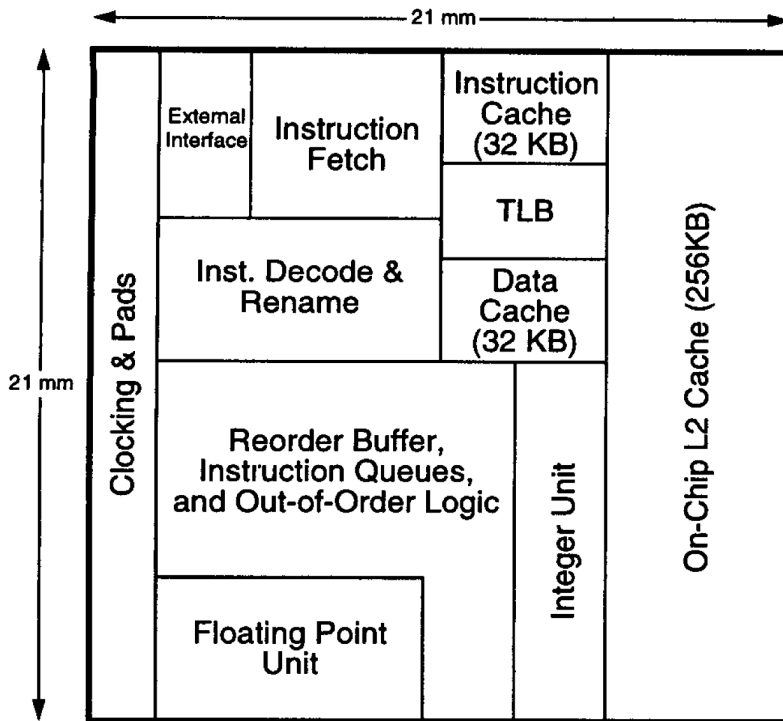 21 mm
External
Interface
Instruction
Fetch
Instruction
Cache
(32 KB)
TLB
Inst. Decode &
Rename
Data
Cache
(32 KB)
21 mm
Clocking & Pads
Reorder Buffer,
Instruction Queues,
and Out-of-Order Logic
Integer Unit
On-Chip L2 Cache (256KB)
Floating Point
Unit